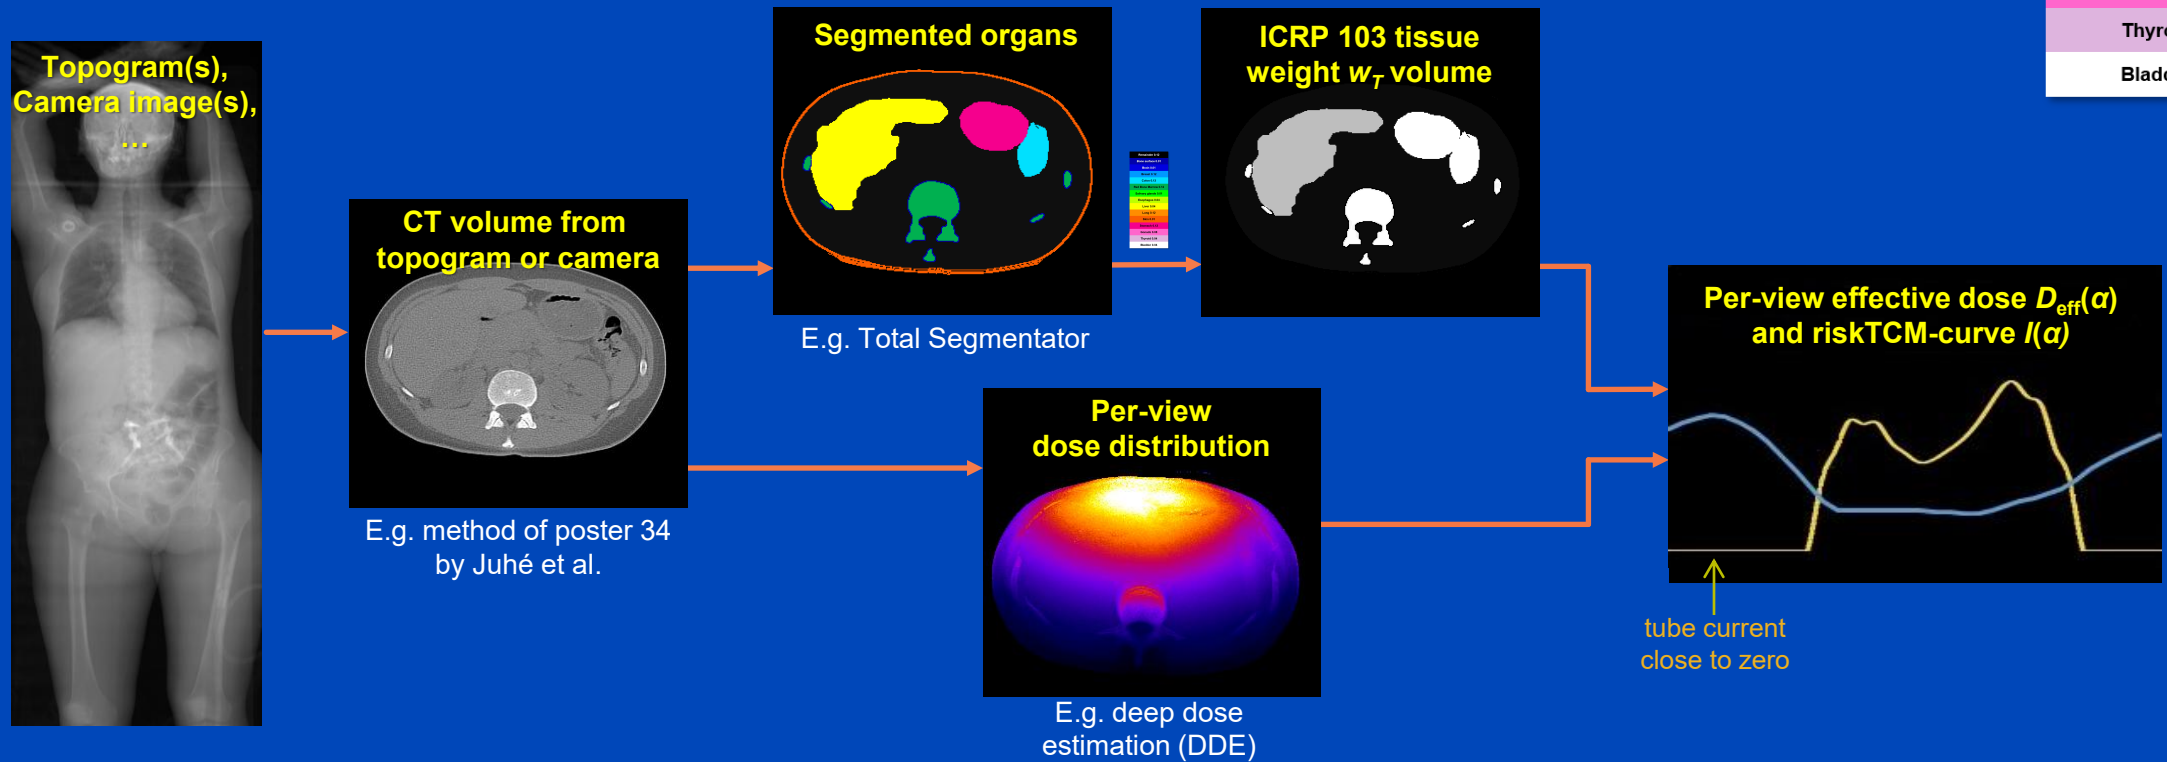 Topogram(s),
Camera image(s),
...
CT volume from
topogram or camera
E.g. method of poster 34
by Juhé et al.
Segmented organs
E.g. Total Segmentator
ICRP 103 tissue
weight wT volume
Per-view
dose distribution
E.g. deep dose
estimation (DDE)
Per-view effective dose Deff(α)
and riskTCM-curve I(α)
tube current
close to zero